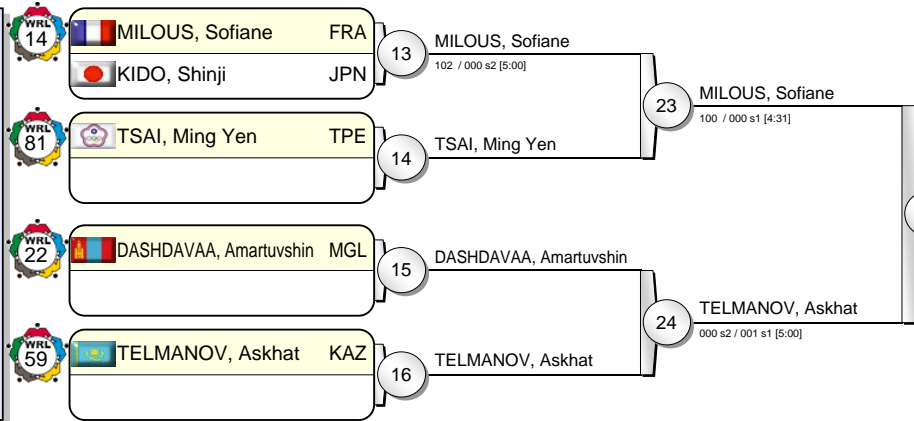 WRL
14
MILOUS, Sofiane FRA
KIDO, Shinji JPN
13
MILOUS, Sofiane
102 / 000 s2 [5:00]
WRL
81
TSAI, Ming Yen TPE
14
TSAI, Ming Yen
23
MILOUS, Sofiane
100 / 000 s1 [4:31]
WRL
22
DASHDAVAA, Amartuvshin MGL
15
DASHDAVAA, Amartuvshin
WRL
59
TELMANOV, Askhat KAZ
16
TELMANOV, Askhat
24
TELMANOV, Askhat
000 s2 / 001 s1 [5:00]